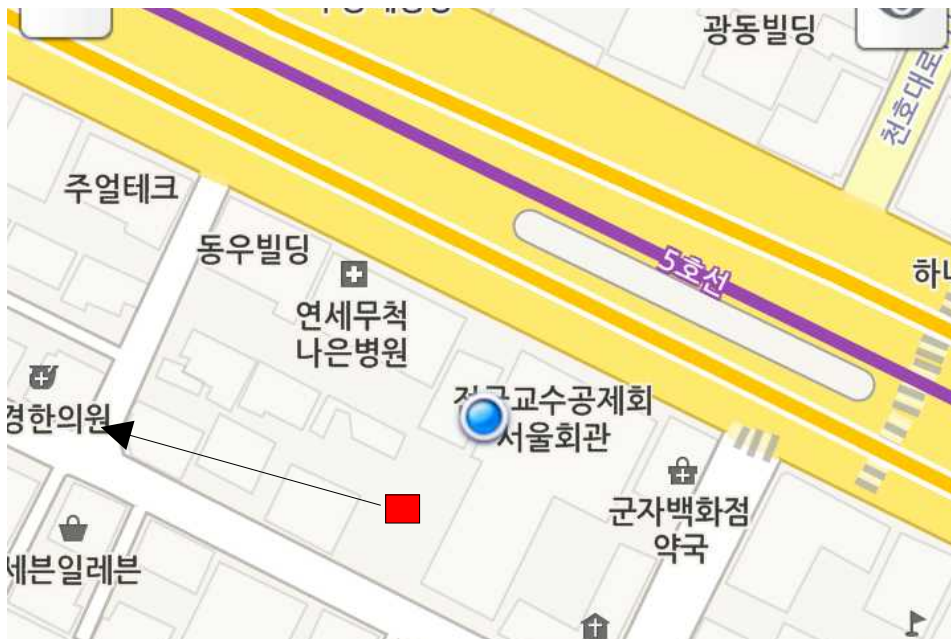 광동빌딩
천호대로
주얼테크
동우빌딩
5호선
하나
연세무척
나은병원
경한의원
전국교수공제회
서울회관
군자백화점
약국
세븐일레븐